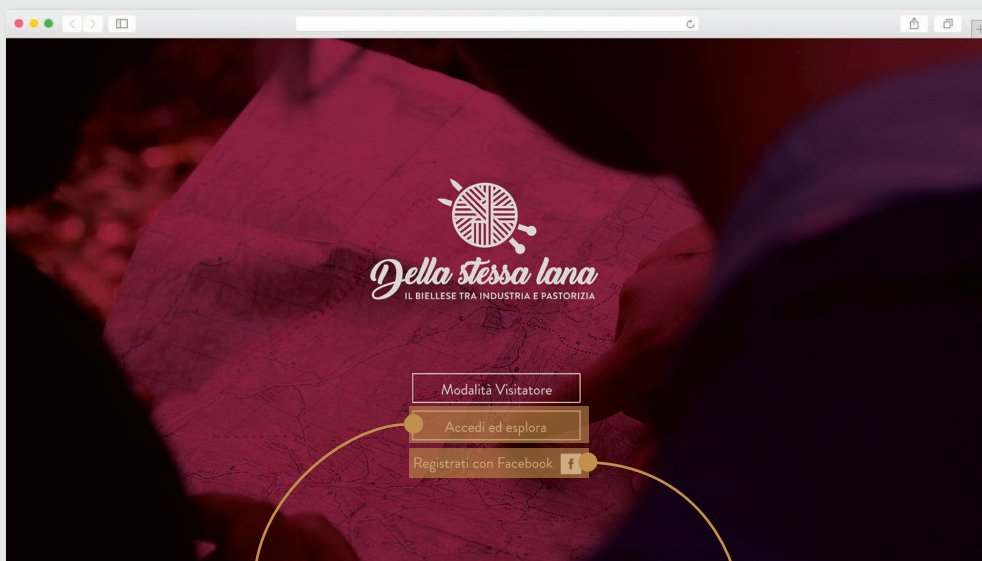 Della stessa lana
IL BIELLESE TRA INDUSTRIA E PASTORIZIA
Modalità Visitatore
Accedi ed esplora
Registrati con Facebook f